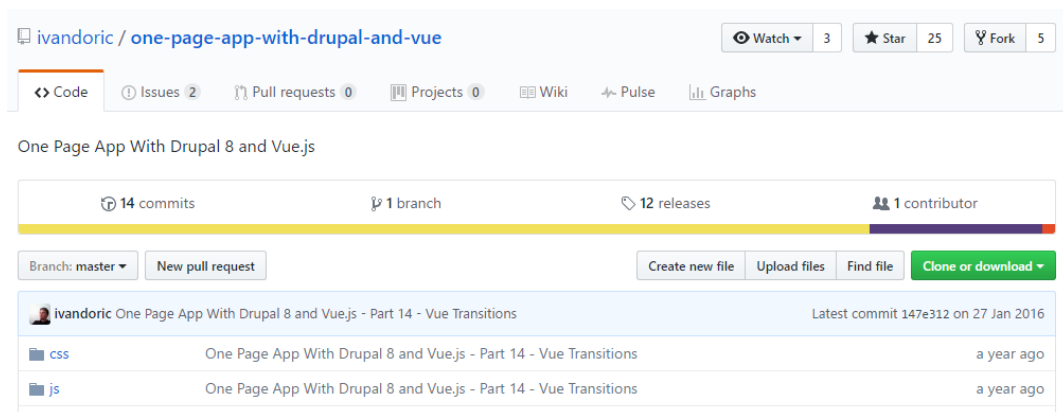 ivandoric / one-page-app-with-drupal-and-vue Watch 3 Star 25 Fork 5
Code Issues 2 Pull requests 0 Projects 0 Wiki Pulse Graphs
One Page App With Drupal 8 and Vue.js
14 commits 1 branch 12 releases 1 contributor
Branch: master New pull request Create new file Upload files Find file Clone or download
ivandoric One Page App With Drupal 8 and Vue.js - Part 14 - Vue Transitions Latest commit 147e312 on 27 Jan 2016
css One Page App With Drupal 8 and Vue.js - Part 14 - Vue Transitions a year ago
js One Page App With Drupal 8 and Vue.js - Part 14 - Vue Transitions a year ago